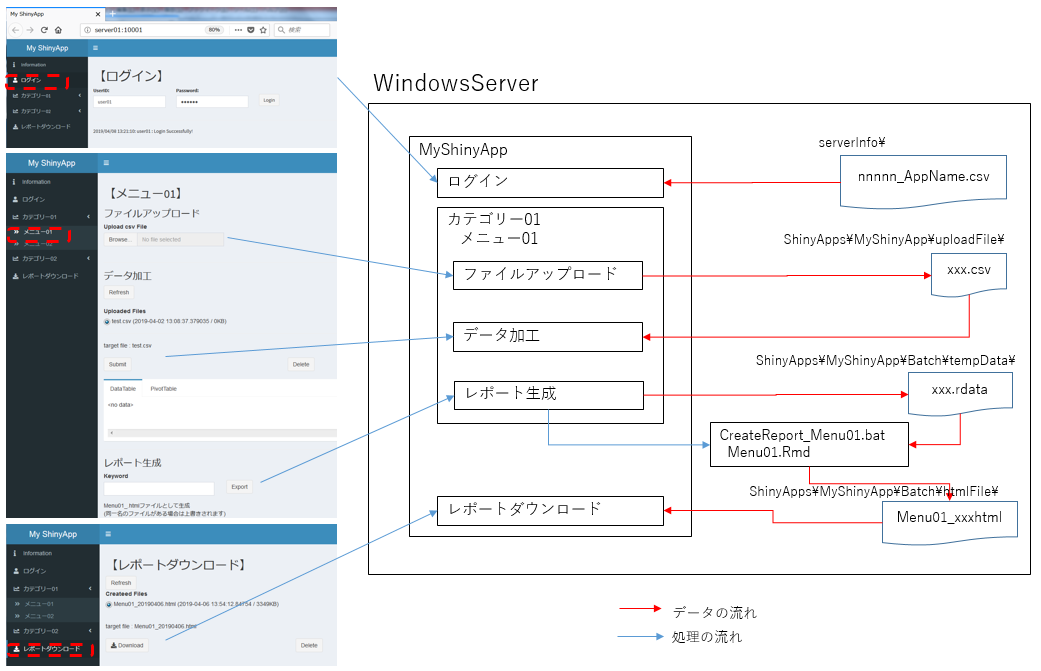 My ShinyApp
server01:10001
80%
検索
My ShinyApp
Information
ログイン
カテゴリー01
カテゴリー02
レポートダウンロード
【ログイン】
UserID:
Password:
user01
••••••
Login
2019/04/08 13:21:03: user01 : Login Successfully!
My ShinyApp
Information
ログイン
カテゴリー01
メニュー01
カテゴリー02
レポートダウンロード
【メニュー01】
ファイルアップロード
Upload csv File
Browse...
No file selected
データ加工
Refresh
Uploaded Files
test.csv (2019-04-02 13:08:37.379035 / 0KB)
target file : test.csv
Submit
Delete
DataTable
PivotTable
<no data>
レポート生成
Keyword
Export
Menu01_.htmlファイルとして生成
(同一名のファイルがある場合は上書きされます)
My ShinyApp
Information
ログイン
カテゴリー01
メニュー01
メニュー02
カテゴリー02
レポートダウンロード
【レポートダウンロード】
Refresh
Createed Files
Menu01_20190406.html (2019-04-06 13:54:12.84754 / 3349KB)
target file : Menu01_20190406.html
Download
Delete
WindowsServer
MyShinyApp
ログイン
カテゴリー01
メニュー01
ファイルアップロード
データ加工
レポート生成
レポートダウンロード
serverInfo¥
nnnnn_AppName.csv
ShinyApps¥MyShinyApp¥uploadFile¥
xxx.csv
ShinyApps¥MyShinyApp¥Batch¥tempData¥
xxx.rdata
CreateReport_Menu01.bat
Menu01.Rmd
ShinyApps¥MyShinyApp¥Batch¥htmlFile¥
Menu01_xxxhtml
データの流れ
処理の流れ